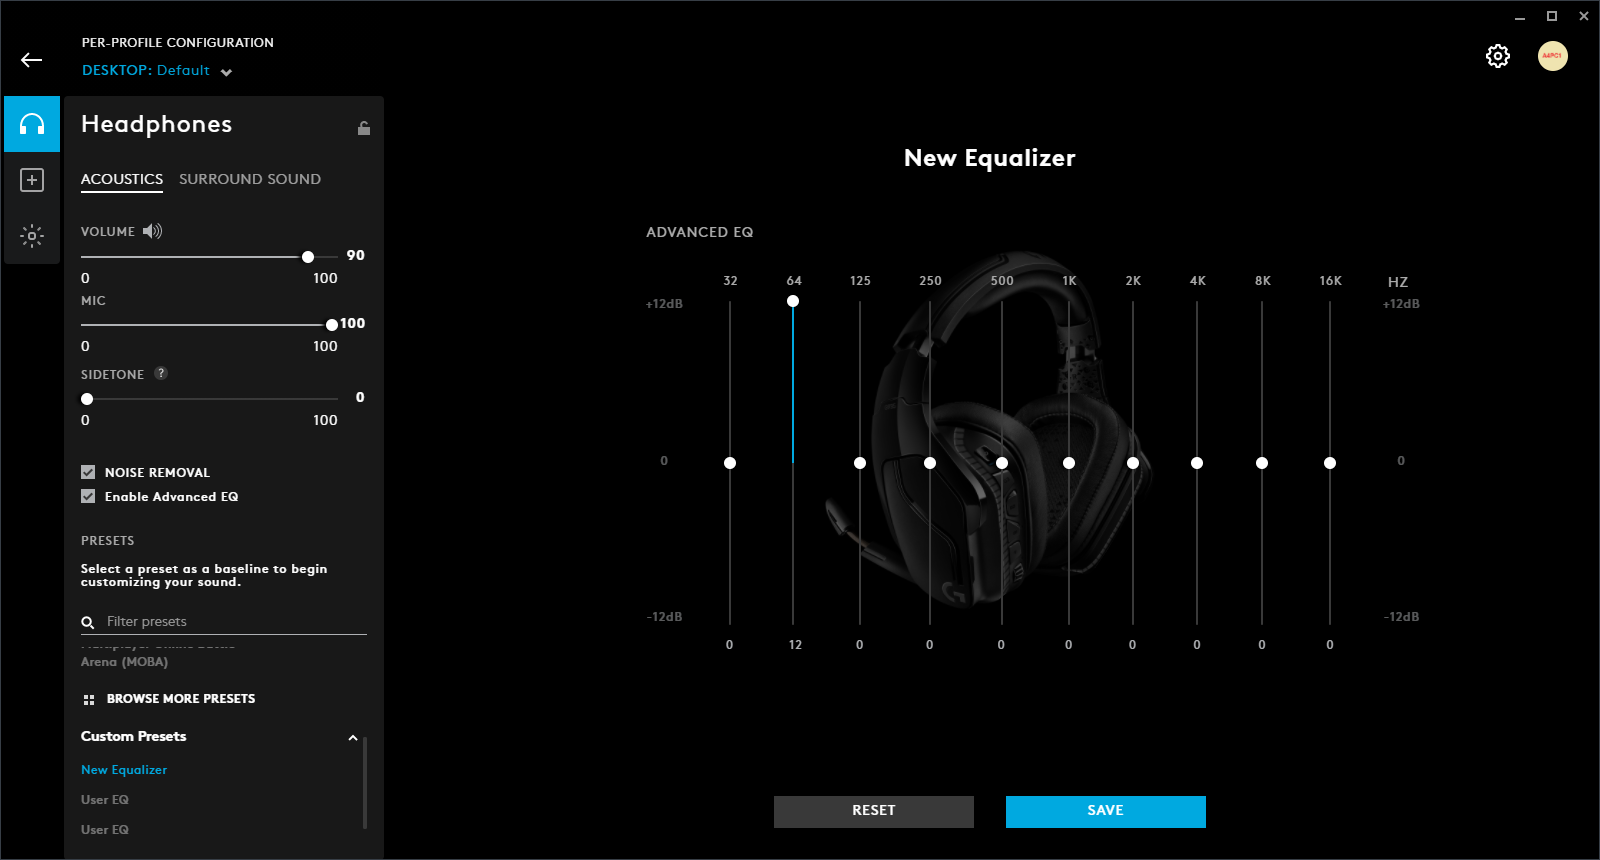 PER-PROFILE CONFIGURATION
DESKTOP: Default
Headphones
ACOUSTICS SURROUND SOUND
VOLUME
90
0 100
MIC
100
0 100
SIDETONE ?
0
0 100
NOISE REMOVAL
Enable Advanced EQ
PRESETS
Select a preset as a baseline to begin
customizing your sound.
Filter presets
Arena (MOBA)
BROWSE MORE PRESETS
Custom Presets
New Equalizer
User EQ
User EQ
New Equalizer
ADVANCED EQ
32 64 125 250 500 1K 2K 4K 8K 16K HZ
+12dB +12dB
0 0
-12dB -12dB
0 12 0 0 0 0 0 0 0 0
RESET SAVE